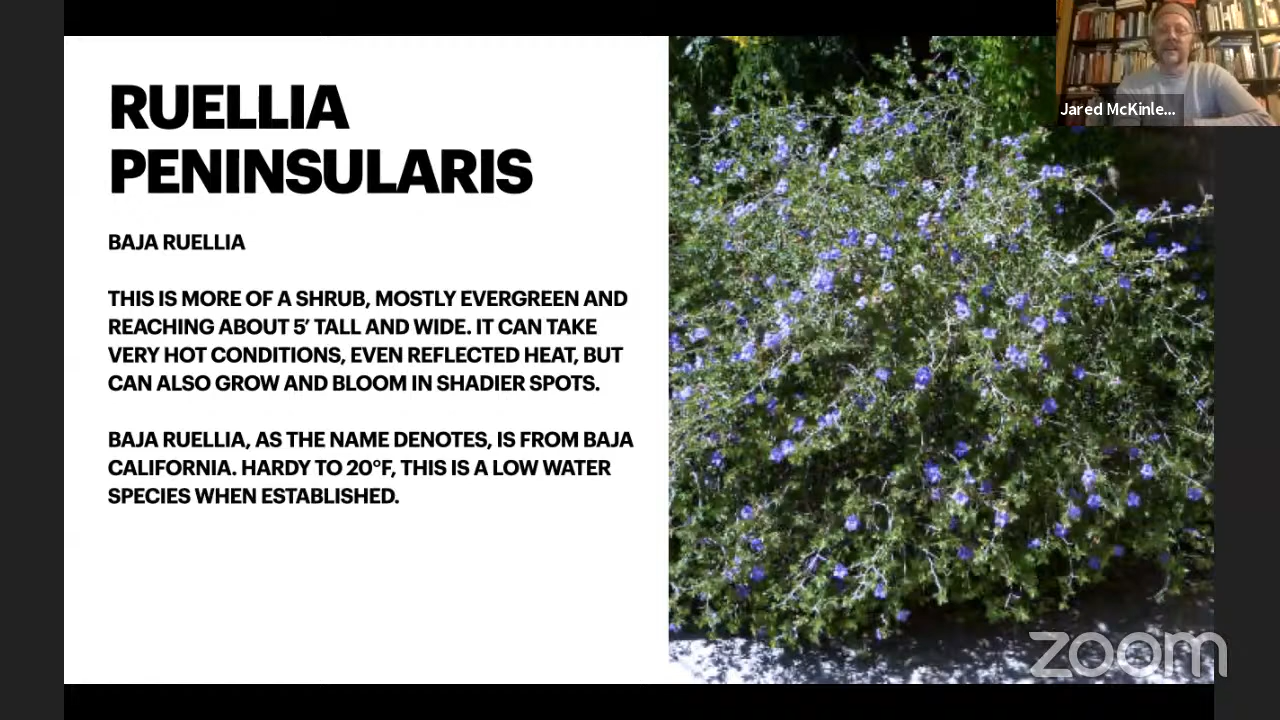 RUELLIA
PENINSULARIS
BAJA RUELLIA
THIS IS MORE OF A SHRUB, MOSTLY EVERGREEN AND
REACHING ABOUT 5’ TALL AND WIDE. IT CAN TAKE
VERY HOT CONDITIONS, EVEN REFLECTED HEAT, BUT
CAN ALSO GROW AND BLOOM IN SHADIER SPOTS.
BAJA RUELLIA, AS THE NAME DENOTES, IS FROM BAJA
CALIFORNIA. HARDY TO 20°F, THIS IS A LOW WATER
SPECIES WHEN ESTABLISHED.
Jared McKinle...
zoom